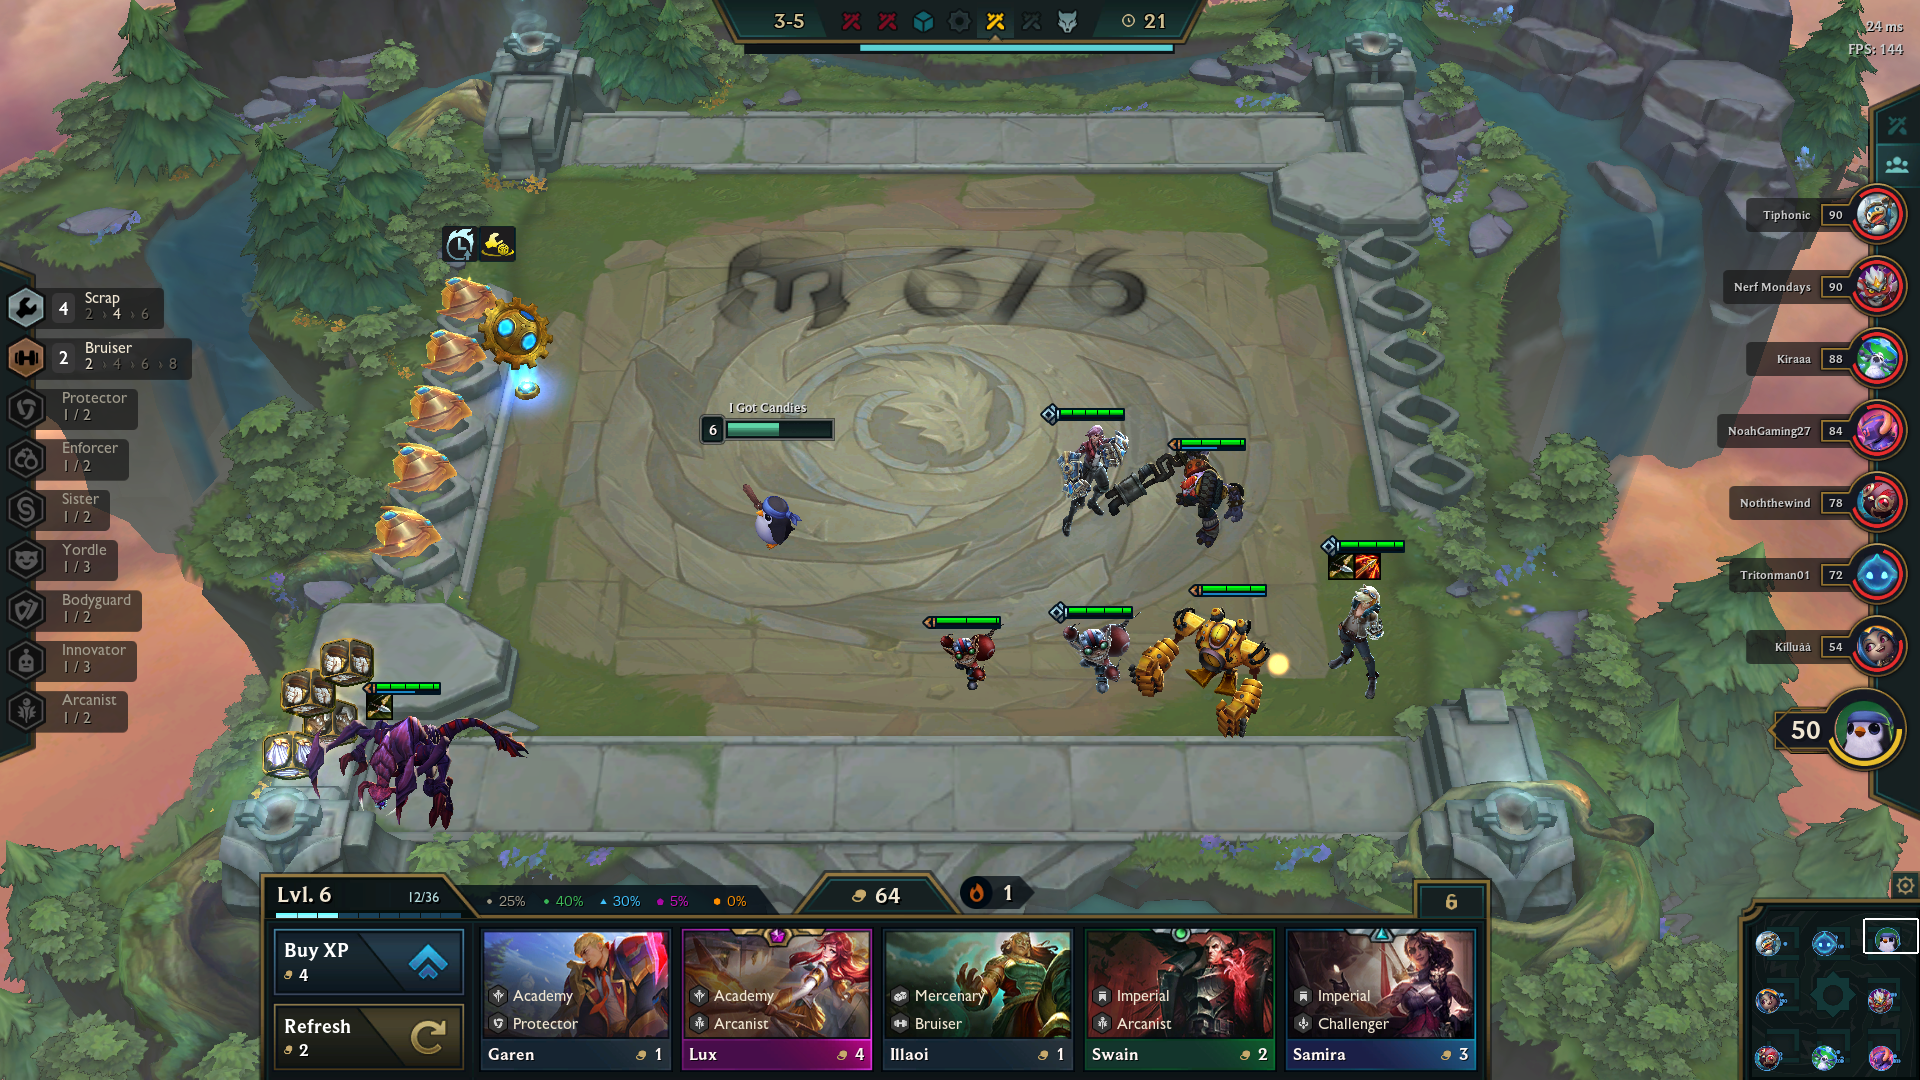 3-5
21
24 ms
FPS: 144
Tiphonic 90
Nerf Mondays 90
Kiraaa 88
NoahGaming27 84
Noththewind 78
Tritonman01 72
Killuàà 54
50
4 Scrap
2 › 4 › 6
2 Bruiser
2 › 4 › 6 › 8
Protector
1 / 2
Enforcer
1 / 2
Sister
1 / 2
Yordle
1 / 3
Bodyguard
1 / 2
Innovator
1 / 3
Arcanist
1 / 2
6/6
I Got Candies
6
Lvl. 6 12/36
25% 40% 30% 5% 0%
64
1
6
Buy XP
4
Refresh
2
Academy
Protector
Garen 1
Academy
Arcanist
Lux 4
Mercenary
Bruiser
Illaoi 1
Imperial
Arcanist
Swain 2
Imperial
Challenger
Samira 3